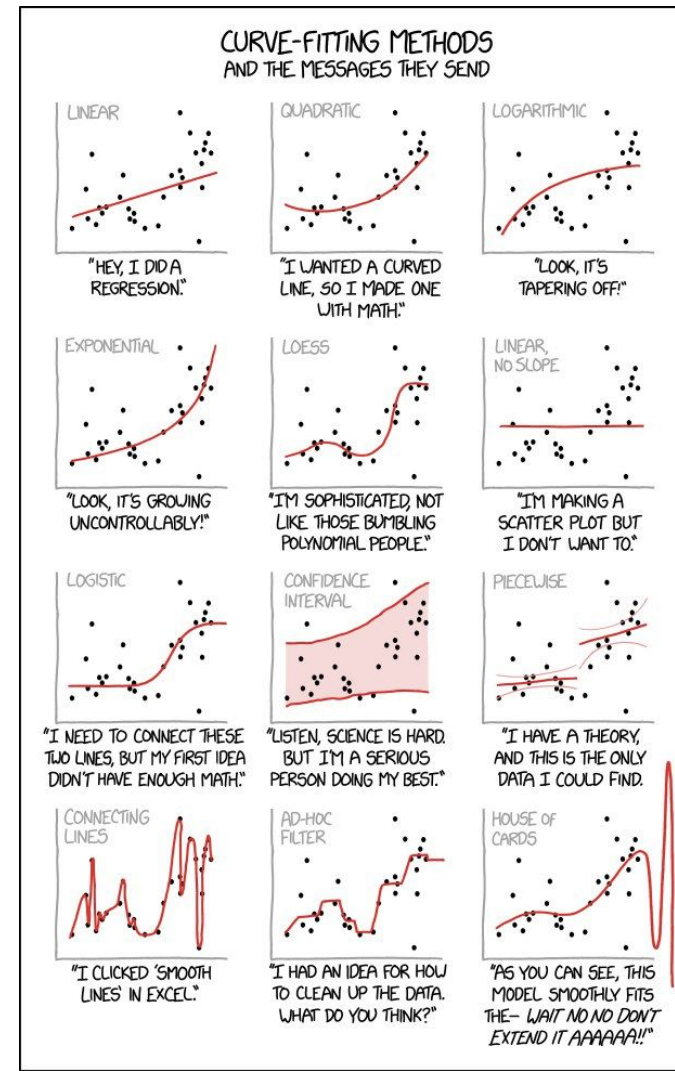 CURVE-FITTING METHODS
AND THE MESSAGES THEY SEND
LINEAR
"HEY, I DID A
REGRESSION."
QUADRATIC
"I WANTED A CURVED
LINE, SO I MADE ONE
WITH MATH."
LOGARITHMIC
"LOOK, IT'S
TAPERING OFF!"
EXPONENTIAL
"LOOK, IT'S GROWING
UNCONTROLLABLY!"
LOESS
"I'M SOPHISTICATED, NOT
LIKE THOSE BUMBLING
POLYNOMIAL PEOPLE."
LINEAR,
NO SLOPE
"I'M MAKING A
SCATTER PLOT BUT
I DON'T WANT TO."
LOGISTIC
"I NEED TO CONNECT THESE
TWO LINES, BUT MY FIRST IDEA
DIDN'T HAVE ENOUGH MATH."
CONFIDENCE
INTERVAL
"LISTEN, SCIENCE IS HARD.
BUT I'M A SERIOUS
PERSON DOING MY BEST."
PIECEWISE
"I HAVE A THEORY,
AND THIS IS THE ONLY
DATA I COULD FIND.
CONNECTING
LINES
"I CLICKED 'SMOOTH
LINES' IN EXCEL."
AD-HOC
FILTER
"I HAD AN IDEA FOR HOW
TO CLEAN UP THE DATA.
WHAT DO YOU THINK?"
HOUSE OF
CARDS
"AS YOU CAN SEE, THIS
MODEL SMOOTHLY FITS
THE— WAIT NO NO DON'T
EXTEND IT AAAAAA!!"